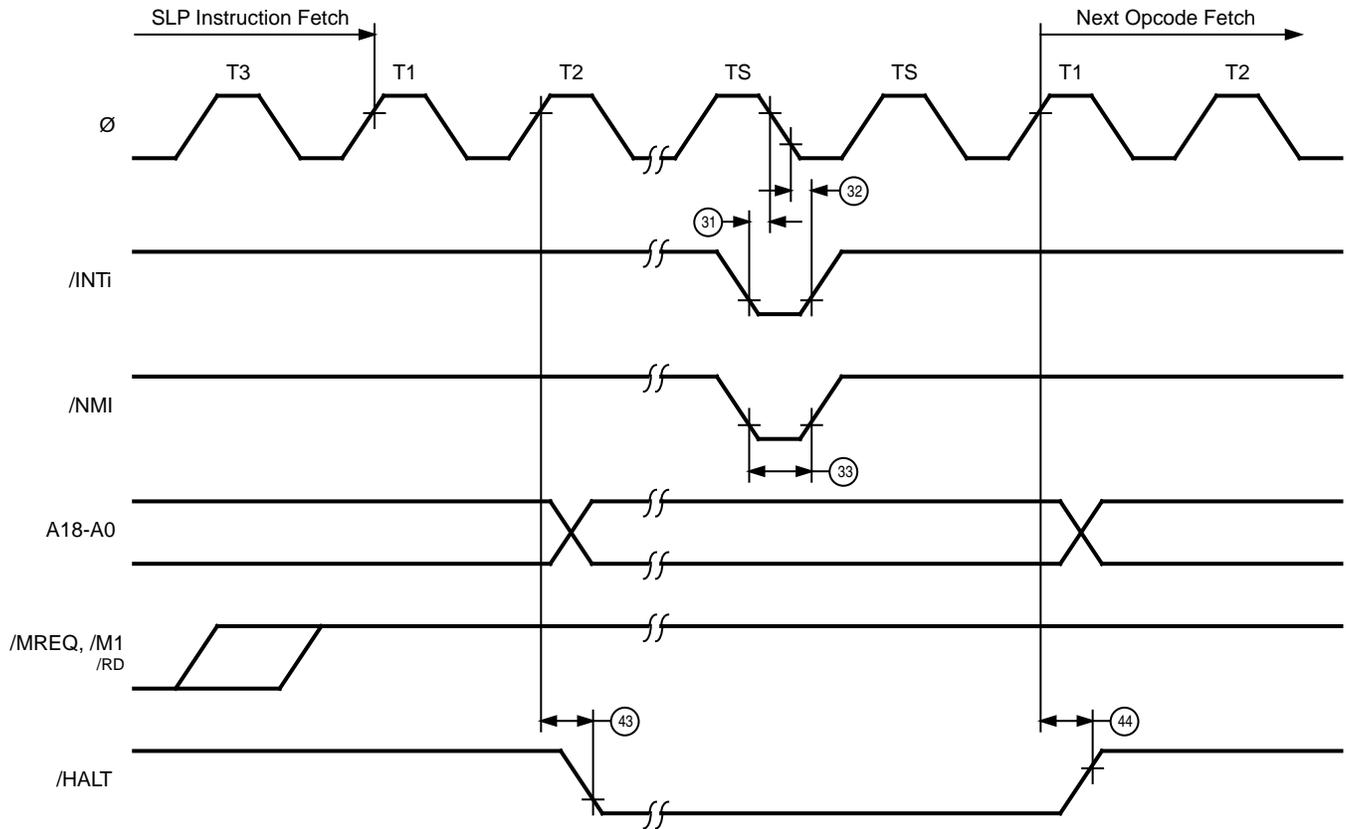 SLP Instruction Fetch
Next Opcode Fetch
T3 T1 T2 TS TS T1 T2
Ø
32
31
/INTi
/NMI
33
A18-A0
/MREQ, /M1
/RD
43
44
/HALT